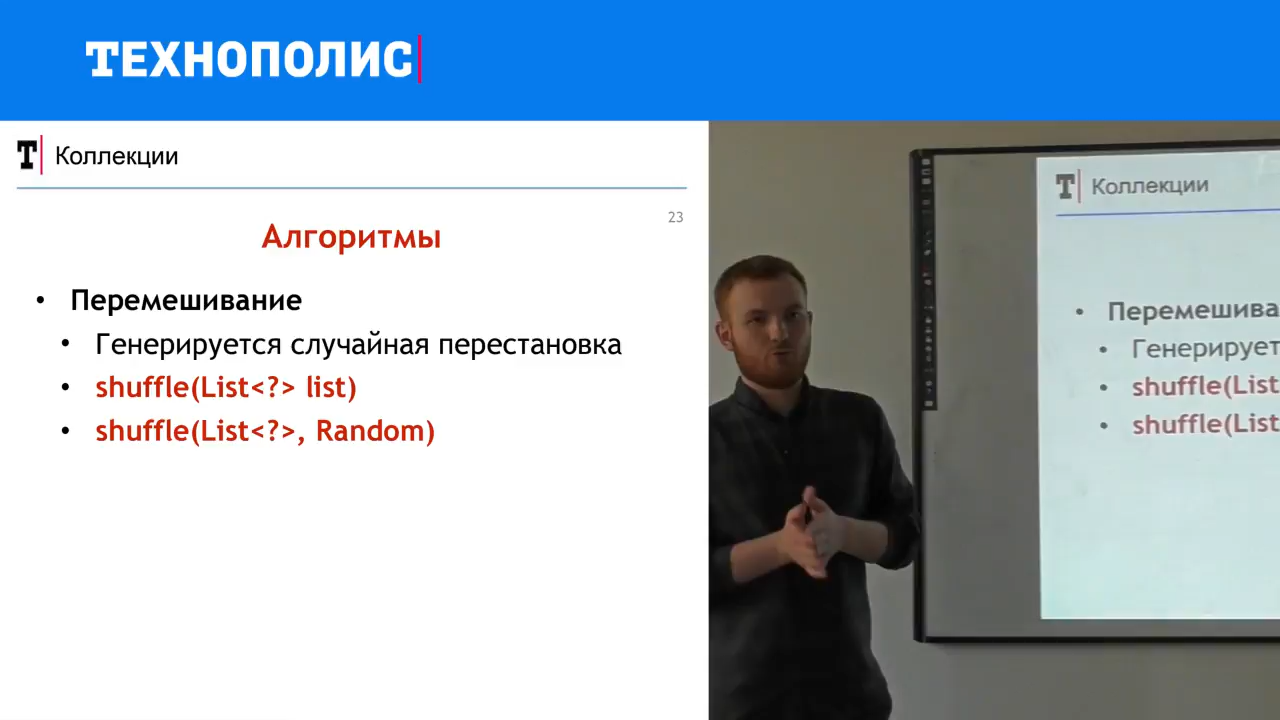 ТЕХНОПОЛИС
Т Коллекции
23
Алгоритмы
• Перемешивание
• Генерируется случайная перестановка
• shuffle(List<?> list)
• shuffle(List<?>, Random)
Т Коллекции
• Перемешива
• Генерирует
• shuffle(List
• shuffle(List